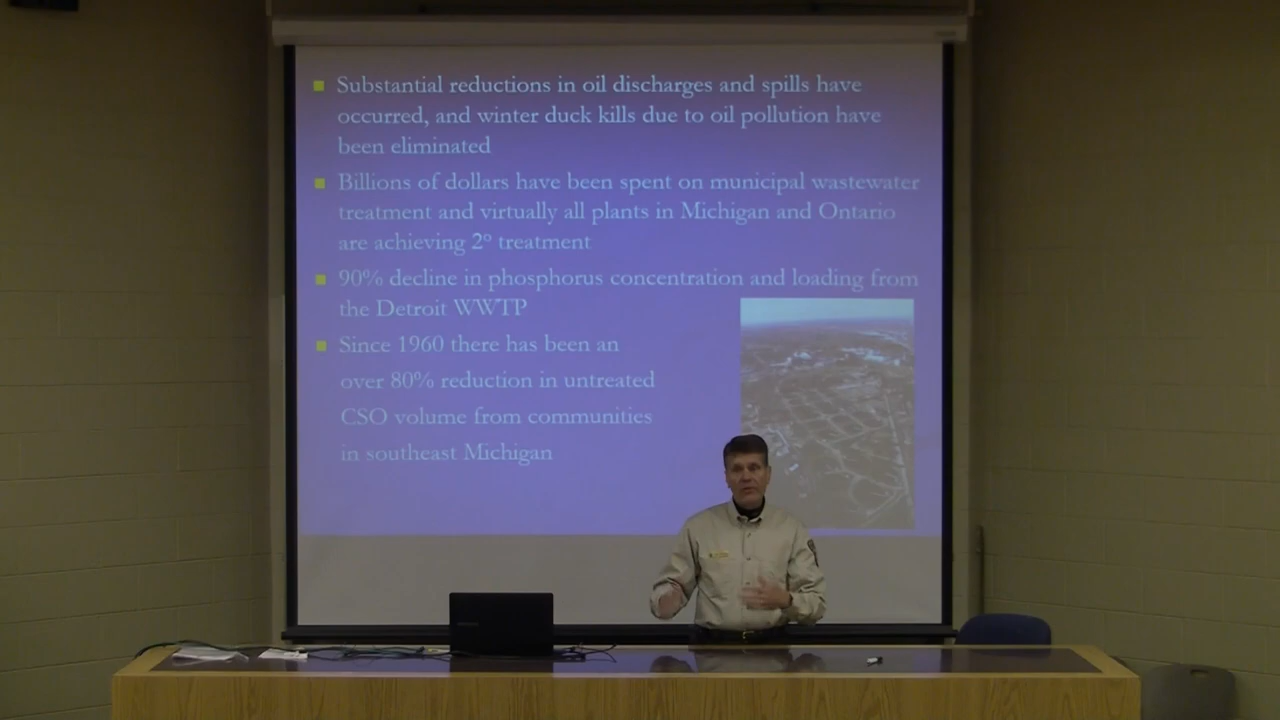 Substantial reductions in oil discharges and spills have
occurred, and winter duck kills due to oil pollution have
been eliminated
Billions of dollars have been spent on municipal wastewater
treatment and virtually all plants in Michigan and Ontario
are achieving 2° treatment
90% decline in phosphorus concentration and loading from
the Detroit WWTP
Since 1960 there has been an
over 80% reduction in untreated
CSO volume from communities
in southeast Michigan